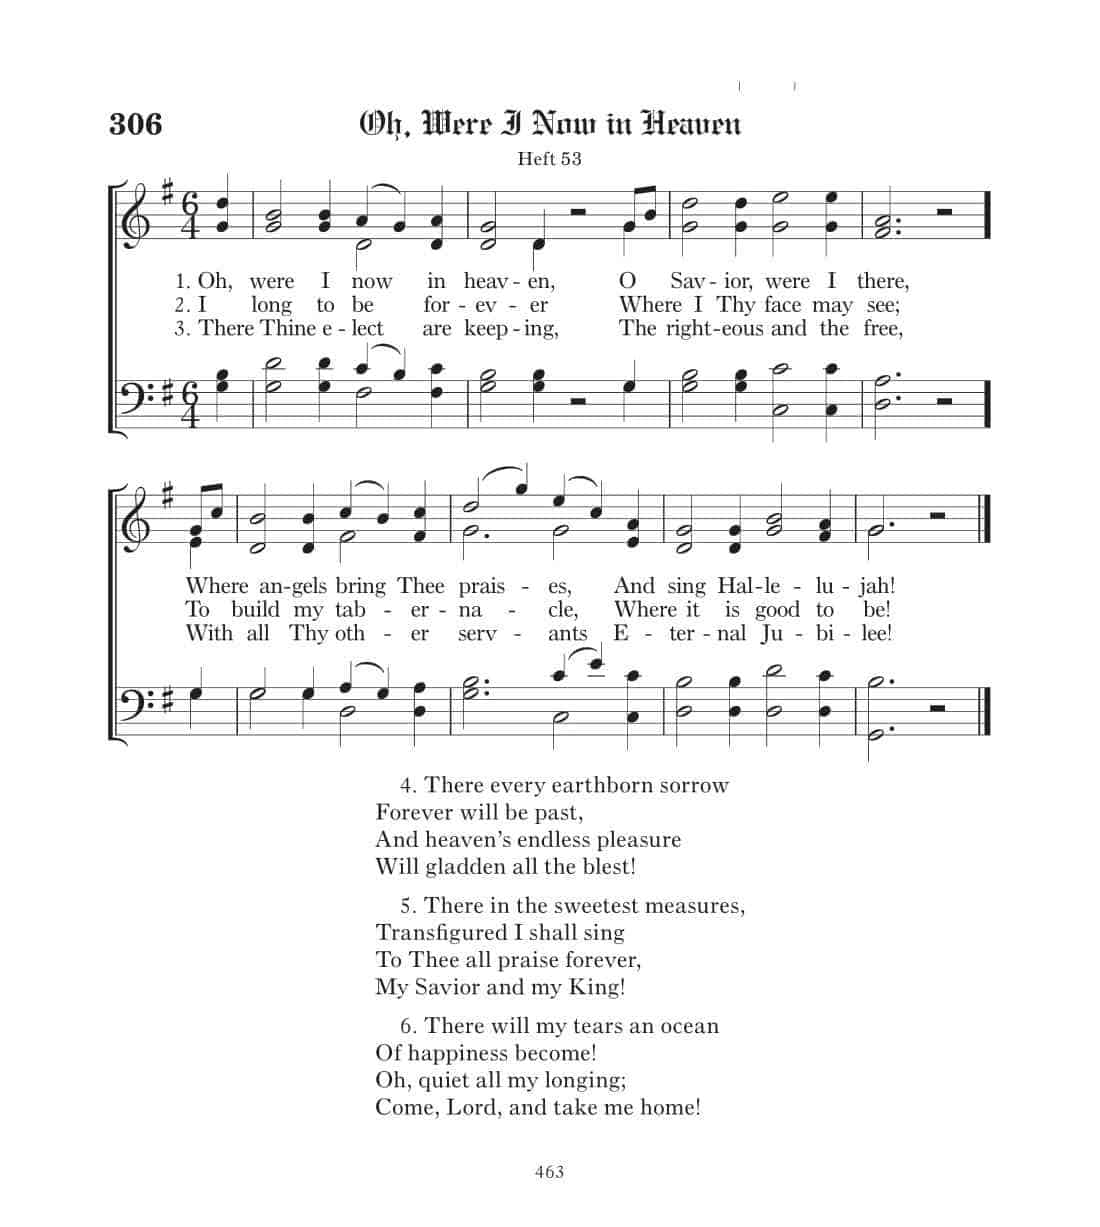 306
Oh, Were I Now in Heaven
Heft 53
1. Oh, were I now in heav - en, O Sav - ior, were I there,
2. I long to be for - ev - er Where I Thy face may see;
3. There Thine e - lect are keep - ing, The right - eous and the free,
Where an - gels bring Thee prais - es, And sing Hal - le - lu - jah!
To build my tab - er - na - cle, Where it is good to be!
With all Thy oth - er serv - ants E - ter - nal Ju - bi - lee!
4. There every earthborn sorrow
Forever will be past,
And heaven’s endless pleasure
Will gladden all the blest!
5. There in the sweetest measures,
Transfigured I shall sing
To Thee all praise forever,
My Savior and my King!
6. There will my tears an ocean
Of happiness become!
Oh, quiet all my longing;
Come, Lord, and take me home!
463